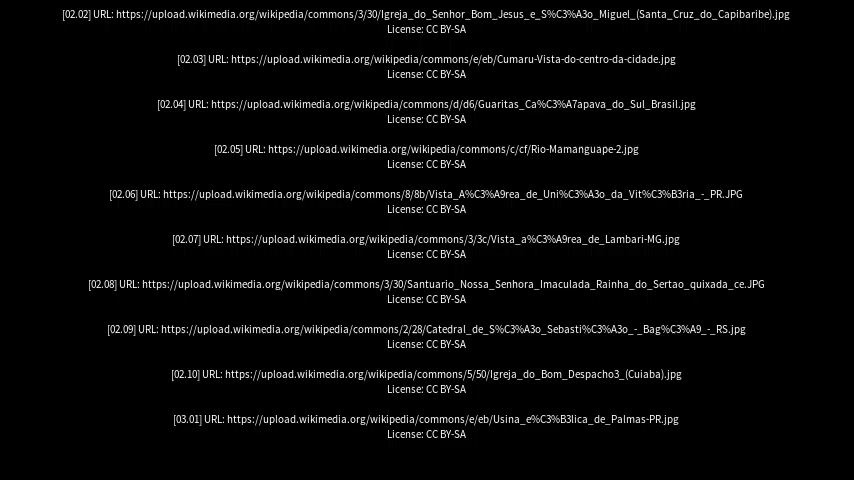 [02.02] URL: https://upload.wikimedia.org/wikipedia/commons/3/30/Igreja_do_Senhor_Bom_Jesus_e_S%C3%A3o_Miguel_(Santa_Cruz_do_Capibaribe).jpg
License: CC BY-SA
[02.03] URL: https://upload.wikimedia.org/wikipedia/commons/e/eb/Cumaru-Vista-do-centro-da-cidade.jpg
License: CC BY-SA
[02.04] URL: https://upload.wikimedia.org/wikipedia/commons/d/d6/Guaritas_Ca%C3%A7apava_do_Sul_Brasil.jpg
License: CC BY-SA
[02.05] URL: https://upload.wikimedia.org/wikipedia/commons/c/cf/Rio-Mamanguape-2.jpg
License: CC BY-SA
[02.06] URL: https://upload.wikimedia.org/wikipedia/commons/8/8b/Vista_A%C3%A9rea_de_Uni%C3%A3o_da_Vit%C3%B3ria_-_PR.JPG
License: CC BY-SA
[02.07] URL: https://upload.wikimedia.org/wikipedia/commons/3/3c/Vista_a%C3%A9rea_de_Lambari-MG.jpg
License: CC BY-SA
[02.08] URL: https://upload.wikimedia.org/wikipedia/commons/3/30/Santuario_Nossa_Senhora_Imaculada_Rainha_do_Sertao_quixada_ce.JPG
License: CC BY-SA
[02.09] URL: https://upload.wikimedia.org/wikipedia/commons/2/28/Catedral_de_S%C3%A3o_Sebasti%C3%A3o_-_Bag%C3%A9_-_RS.jpg
License: CC BY-SA
[02.10] URL: https://upload.wikimedia.org/wikipedia/commons/5/50/Igreja_do_Bom_Despacho3_(Cuiaba).jpg
License: CC BY-SA
[03.01] URL: https://upload.wikimedia.org/wikipedia/commons/e/eb/Usina_e%C3%B3lica_de_Palmas-PR.jpg
License: CC BY-SA